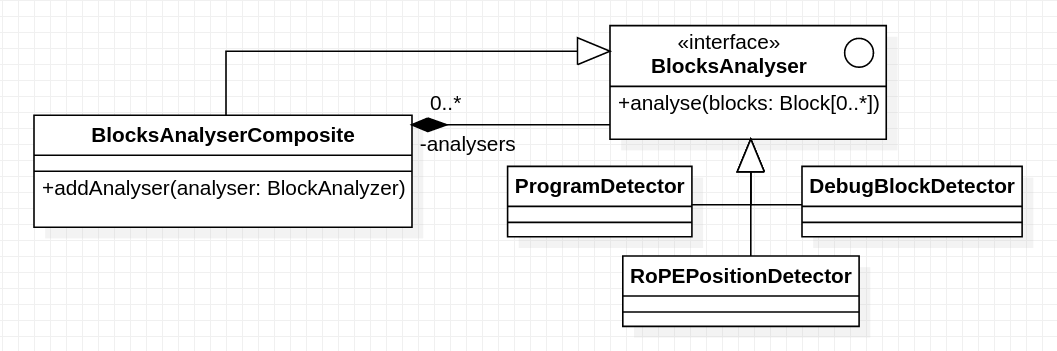 «interface»
BlocksAnalyser
+analyse(blocks: Block[0..*])
0..*
-analysers
BlocksAnalyserComposite
+addAnalyser(analyser: BlockAnalyzer)
ProgramDetector
DebugBlockDetector
RoPEPositionDetector